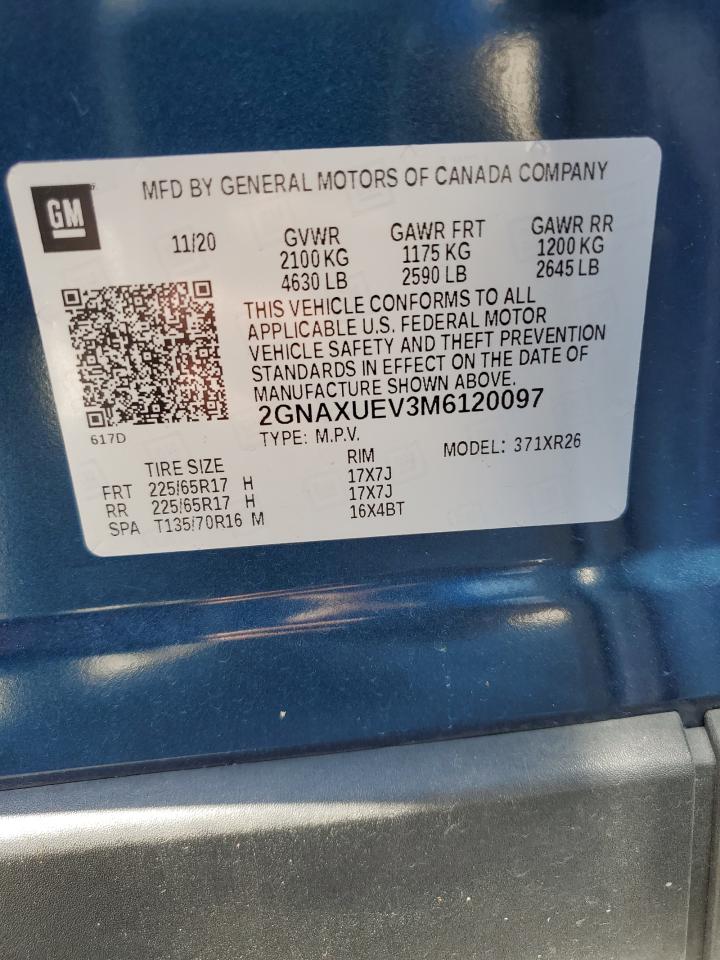 GM
MFD BY GENERAL MOTORS OF CANADA COMPANY
11/20
GVWR
2100 KG
4630 LB
GAWR FRT
1175 KG
2590 LB
GAWR RR
1200 KG
2645 LB
THIS VEHICLE CONFORMS TO ALL
APPLICABLE U.S. FEDERAL MOTOR
VEHICLE SAFETY AND THEFT PREVENTION
STANDARDS IN EFFECT ON THE DATE OF
MANUFACTURE SHOWN ABOVE.
2GNAXUEV3M6120097
617D
TYPE: M.P.V.
MODEL: 371XR26
TIRE SIZE RIM
FRT 225/65R17 H 17X7J
RR 225/65R17 H 17X7J
SPA T135/70R16 M 16X4BT